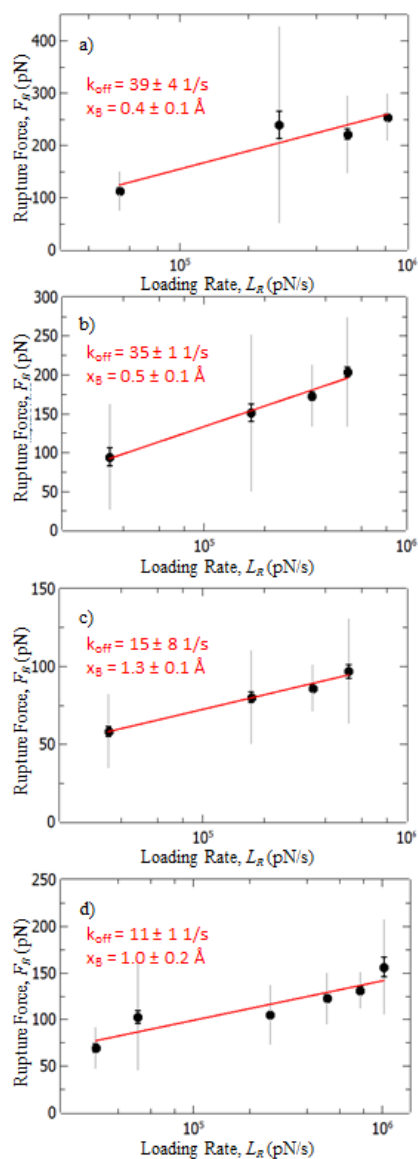 a)
k_off = 39 ± 4 1/s
x_B = 0.4 ± 0.1 Å
Rupture Force, F_R (pN)
400
300
200
100
0
10^5
10^6
Loading Rate, L_R (pN/s)
b)
k_off = 35 ± 1 1/s
x_B = 0.5 ± 0.1 Å
Rupture Force, F_R (pN)
300
250
200
150
100
50
0
10^5
10^6
Loading Rate, L_R (pN/s)
c)
k_off = 15 ± 8 1/s
x_B = 1.3 ± 0.1 Å
Rupture Force, F_R (pN)
150
100
50
0
10^5
10^6
Loading Rate, L_R (pN/s)
d)
k_off = 11 ± 1 1/s
x_B = 1.0 ± 0.2 Å
Rupture Force, F_R (pN)
250
200
150
100
50
0
10^5
10^6
Loading Rate, L_R (pN/s)